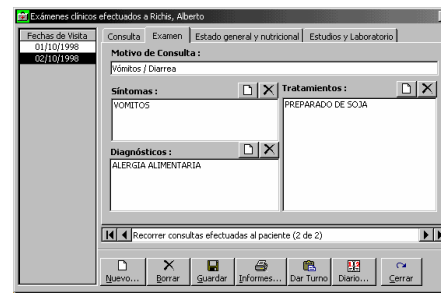 Exámenes clínicos efectuados a Richis, Alberto
Fechas de Visita
01/10/1998
02/10/1998
Consulta Examen Estado general y nutricional Estudios y Laboratorio
Motivo de Consulta :
Vómitos / Diarrea
Síntomas :
VOMITOS
Tratamientos :
PREPARADO DE SOJA
Diagnósticos :
ALERGIA ALIMENTARIA
Recorrer consultas efectuadas al paciente (2 de 2)
Nuevo... Borrar Guardar Informes... Dar Turno Diario... Cerrar